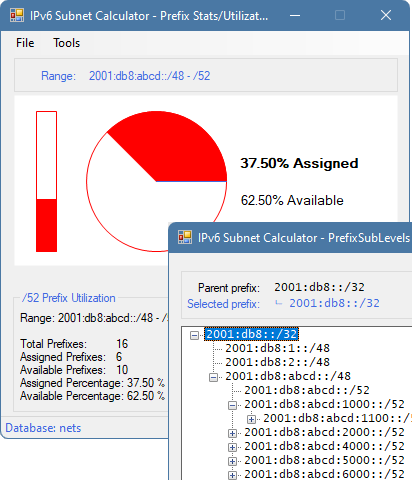 IPv6 Subnet Calculator - Prefix Stats/Utilizat...
File Tools
Range: 2001:db8:abcd::/48 - /52
37.50% Assigned
62.50% Available
/52 Prefix Utilization
Range: 2001:db8:abcd::/48 - /
Total Prefixes: 16
Assigned Prefixes: 6
Available Prefixes: 10
Assigned Percentage: 37.50 %
Available Percentage: 62.50 %
Database: nets
IPv6 Subnet Calculator - PrefixSubLevels
Parent prefix: 2001:db8::/32
Selected prefix: 2001:db8::/32
2001:db8::/32
2001:db8:1::/48
2001:db8:2::/48
2001:db8:abcd::/48
2001:db8:abcd::/52
2001:db8:abcd:1000::/52
2001:db8:abcd:1100::/5
2001:db8:abcd:2000::/52
2001:db8:abcd:4000::/52
2001:db8:abcd:5000::/52
2001:db8:abcd:6000::/52